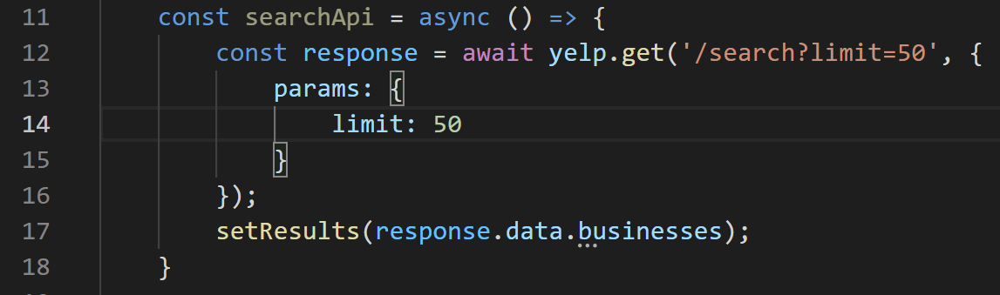 11 const searchApi = async () => {
12 const response = await yelp.get('/search?limit=50', {
13 params: {
14 limit: 50
15 }
16 });
17 setResults(response.data.businesses);
18 }